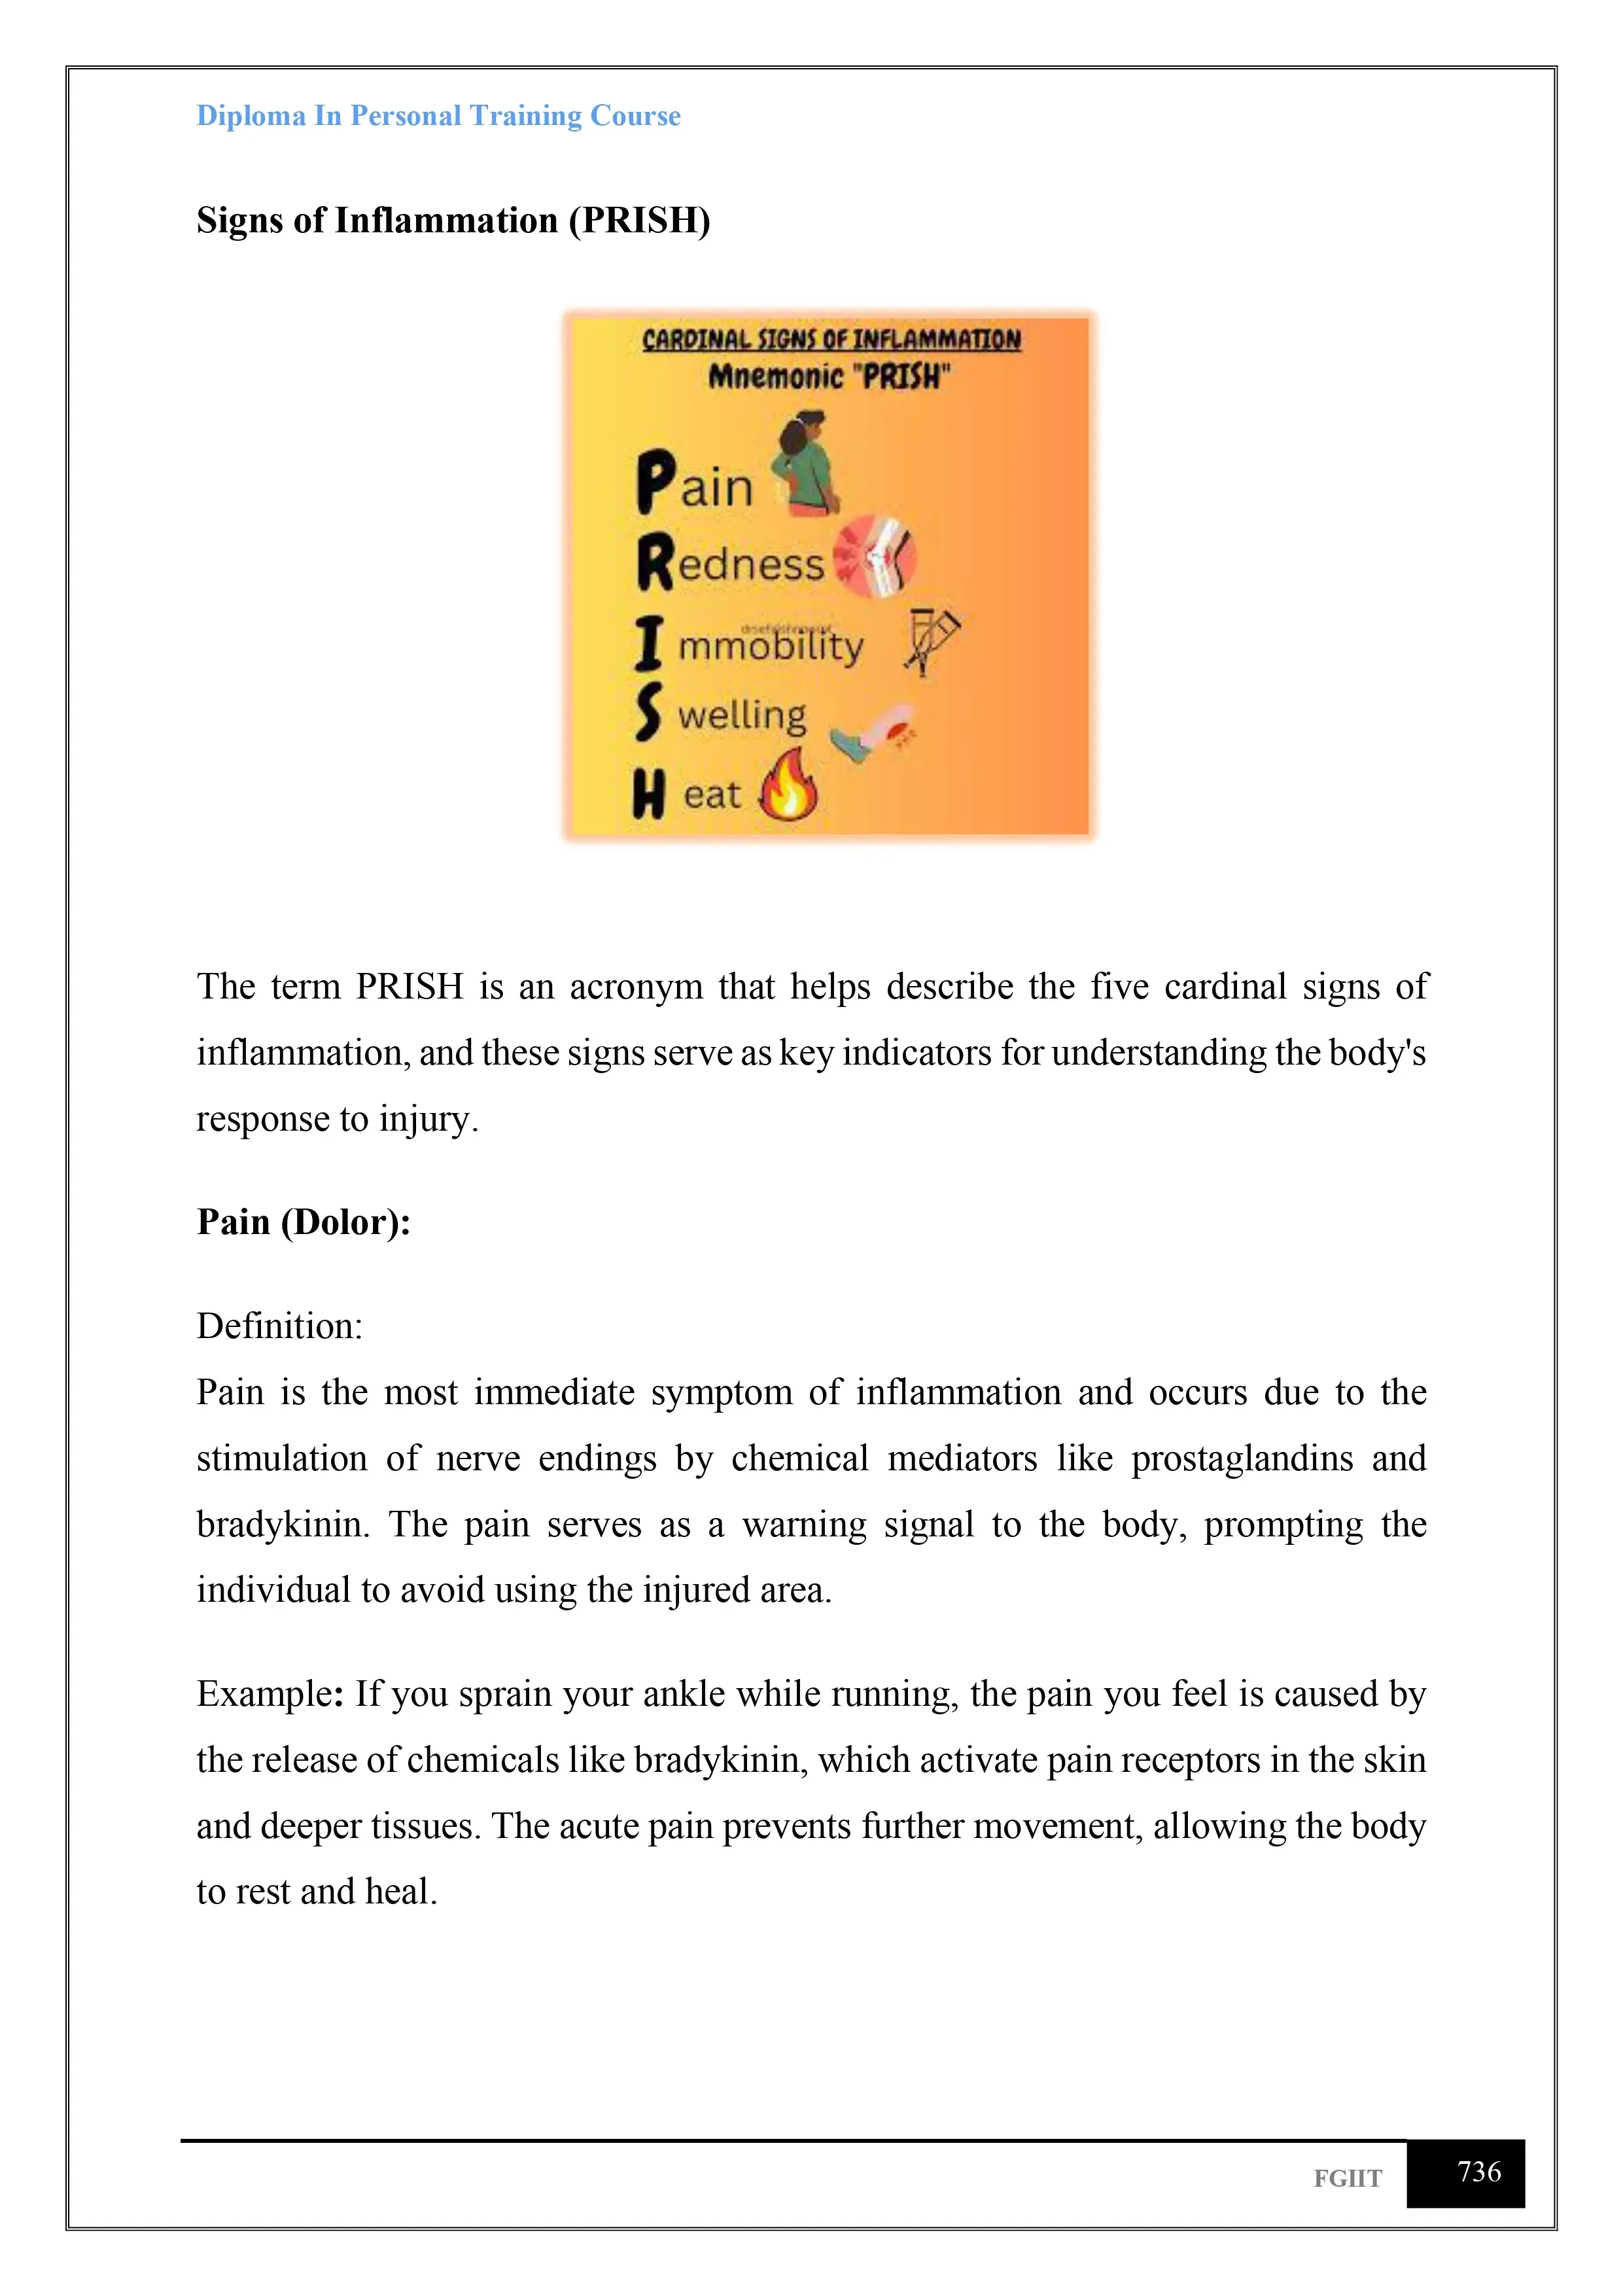 Diploma In Personal Training Course
Signs of Inflammation (PRISH)
CARDINAL SIGNS OF INFLAMMATION
Mnemonic "PRISH"
Pain
Redness
Immobility
Swelling
Heat
The term PRISH is an acronym that helps describe the five cardinal signs of
inflammation, and these signs serve as key indicators for understanding the body's
response to injury.
Pain (Dolor):
Definition:
Pain is the most immediate symptom of inflammation and occurs due to the
stimulation of nerve endings by chemical mediators like prostaglandins and
bradykinin. The pain serves as a warning signal to the body, prompting the
individual to avoid using the injured area.
Example: If you sprain your ankle while running, the pain you feel is caused by
the release of chemicals like bradykinin, which activate pain receptors in the skin
and deeper tissues. The acute pain prevents further movement, allowing the body
to rest and heal.
FGIIT
736